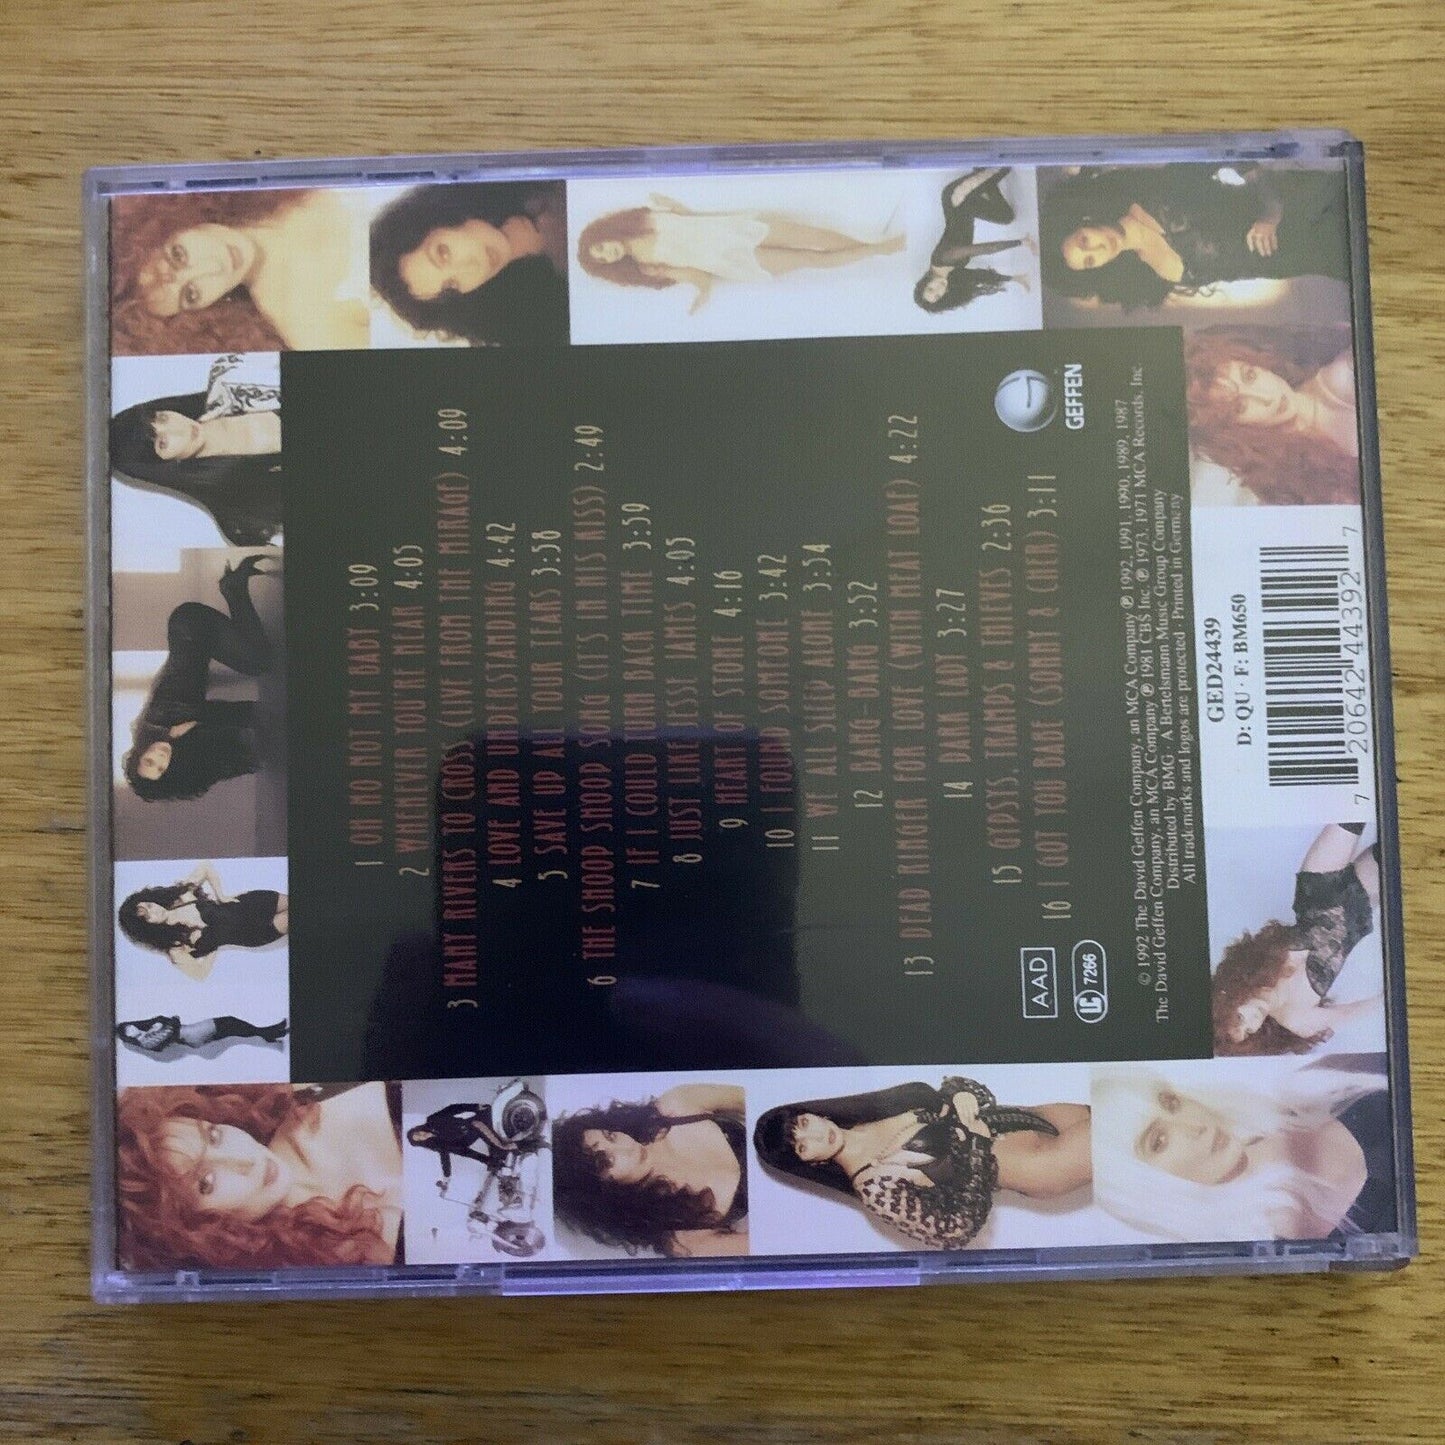 1 OH NO NOT MY BABY 3:09
2 WHENEVER YOU'RE NEAR 4:05
3 MANY RIVERS TO CROSS (LIVE FROM THE MIRAGE) 4:09
4 LOVE AND UNDERSTANDING 4:42
5 SAVE UP ALL YOUR TEARS 3:58
6 THE SHOOP SHOOP SONG (IT'S IN HIS KISS) 2:49
7 IF I COULD TURN BACK TIME 3:59
8 JUST LIKE JESSE JAMES 4:05
9 HEART OF STONE 4:16
10 I FOUND SOMEONE 3:42
11 WE ALL SLEEP ALONE 3:54
12 BANG-BANG 3:52
13 DEAD RINGER FOR LOVE (WITH MEAT LOAF) 4:22
14 DARK LADY 3:27
15 GYPSYS, TRAMPS & THIEVES 2:36
16 I GOT YOU BABE (SONNY & CHER) 3:11
AAD
LC 7266
GEFFEN
© 1992 The David Geffen Company, an MCA Company ℗ 1992, 1991, 1990, 1989, 1987
The David Geffen Company, an MCA Company ℗ 1981 CBS Inc. ℗ 1973, 1971 MCA Records, Inc.
Distributed by BMG · A Bertelsmann Music Group Company
All trademarks and logos are protected · Printed in Germany
GED24439
D: QU · F: BM650
7 20642 44392 7